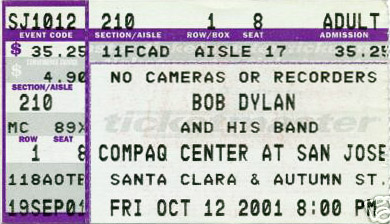 SJ1012 210 1 8 ADULT
EVENT CODE SECTION/AISLE ROW/BOX SEAT ADMISSION
$ 35.25 11FCAD AISLE 17 35.25
4.90 NO CAMERAS OR RECORDERS
SECTION/AISLE
210 BOB DYLAN
MC 89X AND HIS BAND
ROW SEAT
1 8 COMPAQ CENTER AT SAN JOSE
118AOTE SANTA CLARA & AUTUMN ST.
19SEP01 FRI OCT 12 2001 8:00 PM
ticketmaster